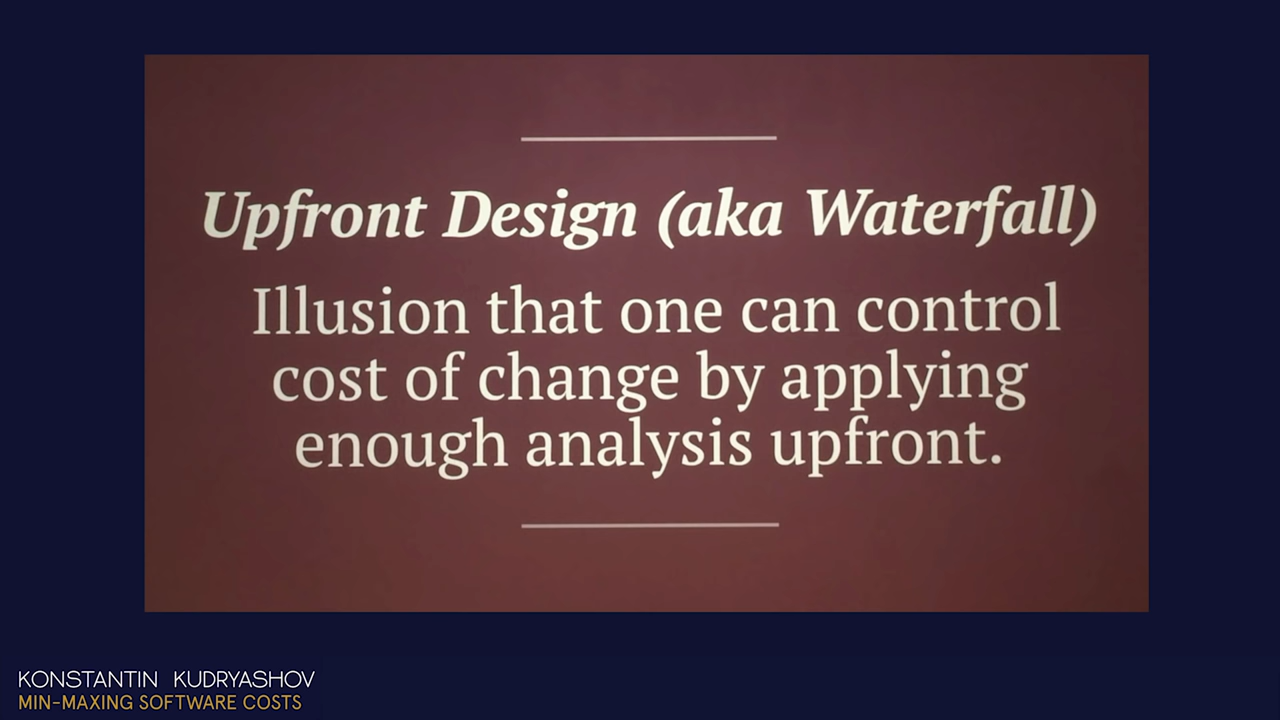 Upfront Design (aka Waterfall)
Illusion that one can control
cost of change by applying
enough analysis upfront.
KONSTANTIN KUDRYASHOV
MIN-MAXING SOFTWARE COSTS